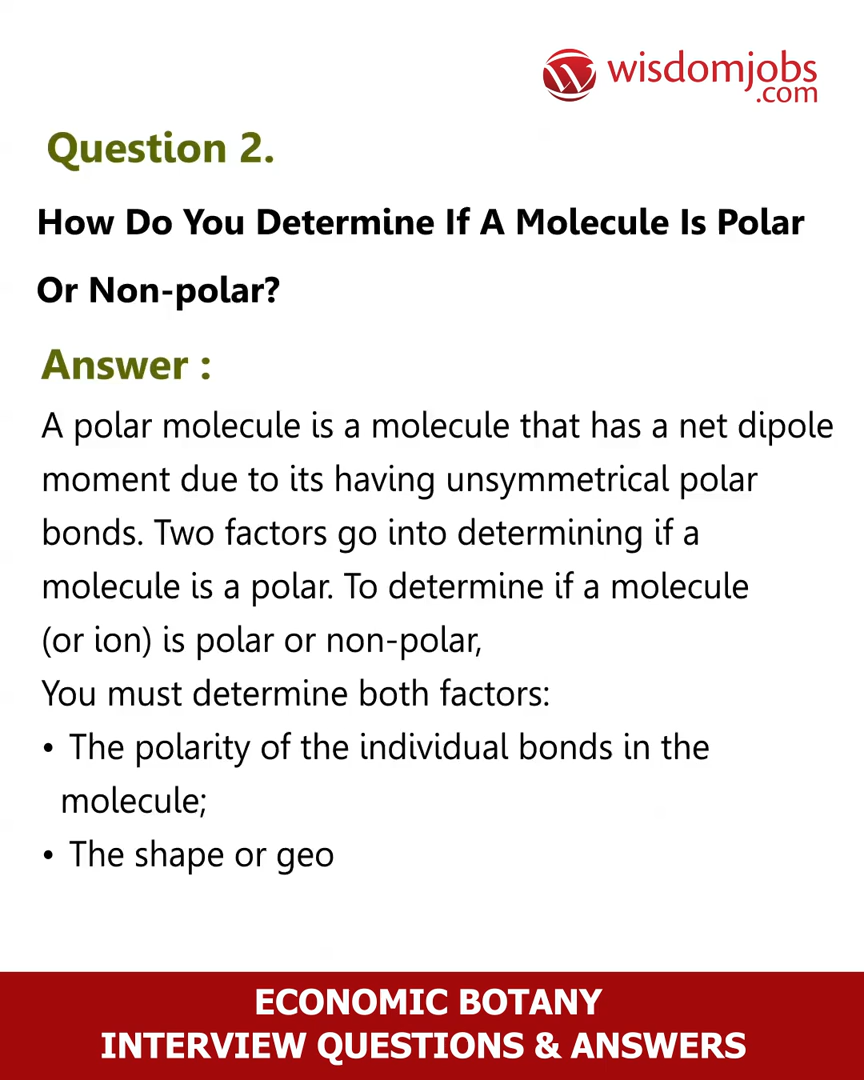 wisdomjobs
.com
Question 2.
How Do You Determine If A Molecule Is Polar
Or Non-polar?
Answer :
A polar molecule is a molecule that has a net dipole
moment due to its having unsymmetrical polar
bonds. Two factors go into determining if a
molecule is a polar. To determine if a molecule
(or ion) is polar or non-polar,
You must determine both factors:
• The polarity of the individual bonds in the
molecule;
• The shape or geo
ECONOMIC BOTANY
INTERVIEW QUESTIONS & ANSWERS